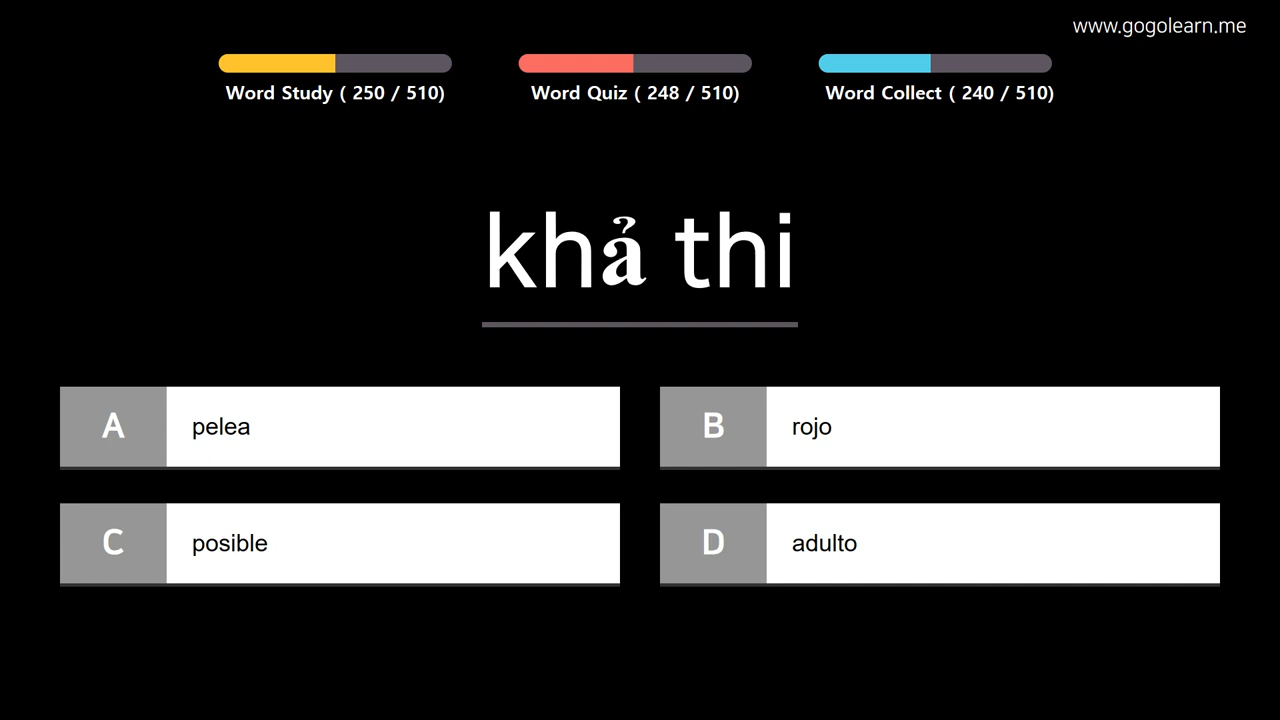 www.gogolearn.me
Word Study ( 250 / 510)
Word Quiz ( 248 / 510)
Word Collect ( 240 / 510)
khả thi
A pelea
B rojo
C posible
D adulto